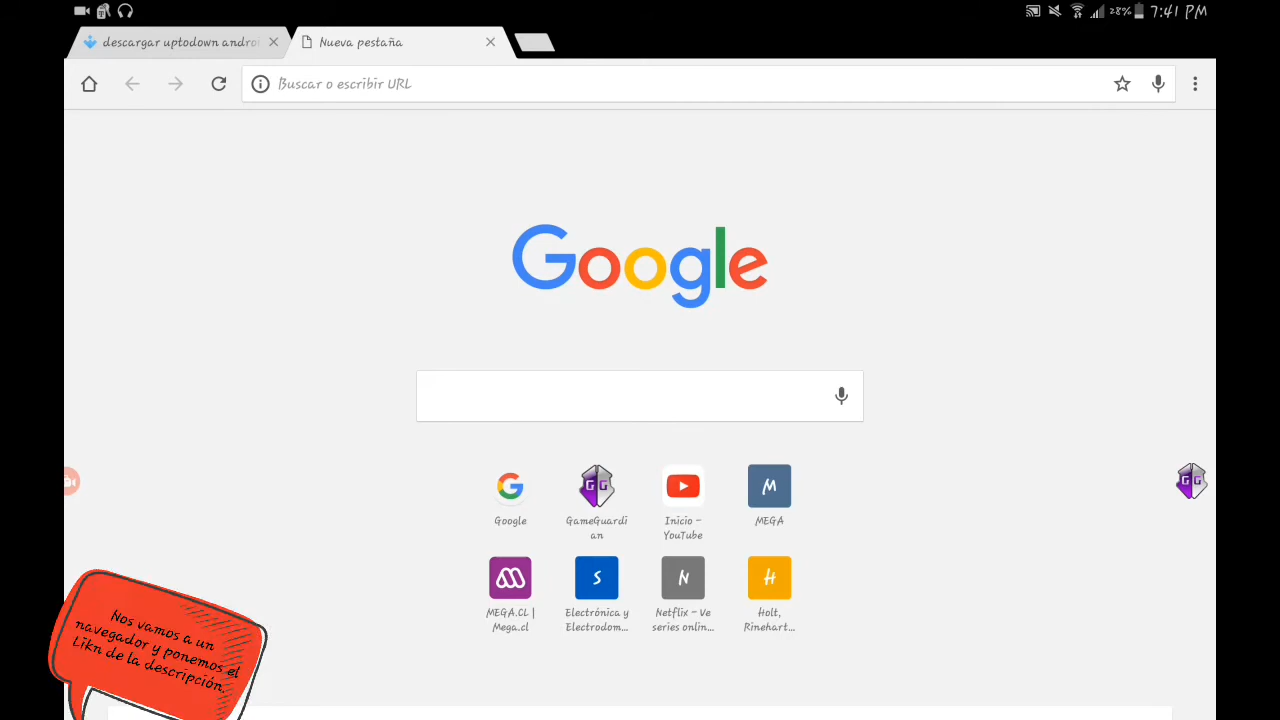 28% 7:41 PM
descargar uptodown andro
Nueva pestaña
Buscar o escribir URL
Google
Google
GameGuardi
an
Inicio –
YouTube
M
MEGA
MEGA.CL |
Mega.cl
S
Electrónica y
Electrodom...
N
Netflix – Ve
series onlin...
H
Holt,
Rinehart...
GG
Nos vamos a un
navegador y ponemos el
Likn de la descripción.